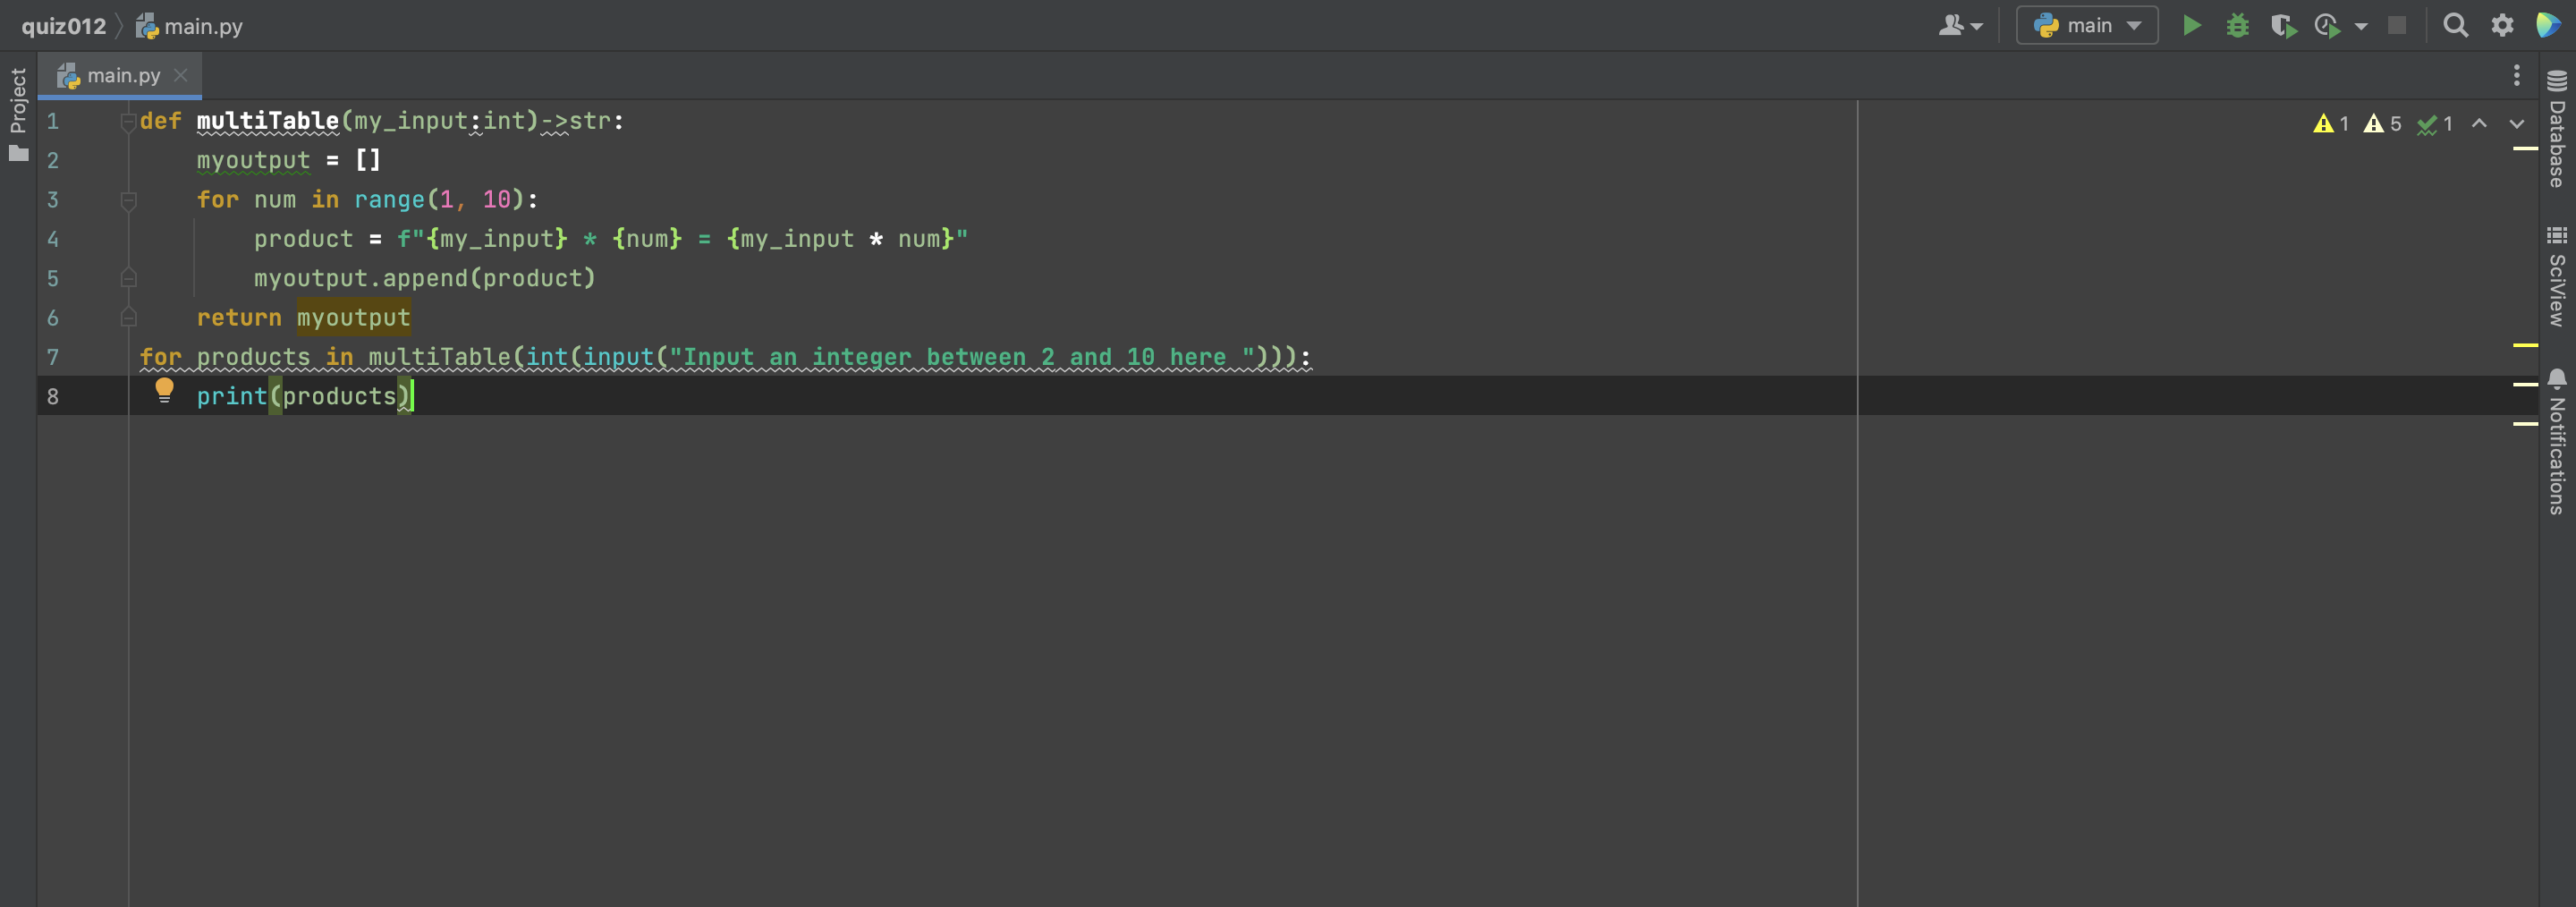 quiz012 main.py main
Project
main.py
1 def multiTable(my_input:int)->str:
2     myoutput = []
3     for num in range(1, 10):
4         product = f"{my_input} * {num} = {my_input * num}"
5         myoutput.append(product)
6     return myoutput
7 for products in multiTable(int(input("Input an integer between 2 and 10 here "))):
8     print(products)
1 5 1
Database
SciView
Notifications